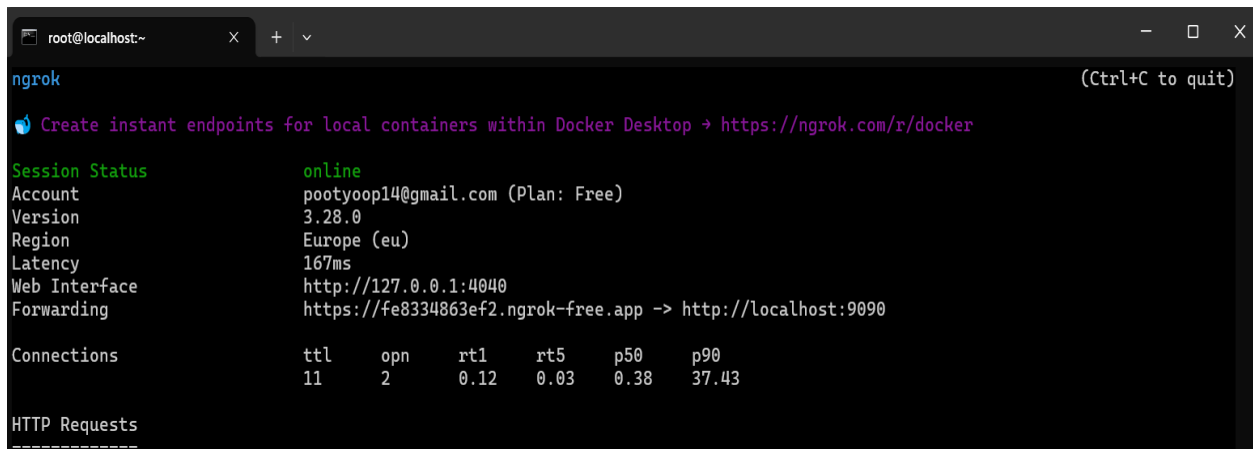 root@localhost:~
ngrok (Ctrl+C to quit)
Create instant endpoints for local containers within Docker Desktop → https://ngrok.com/r/docker
Session Status online
Account pootyoop14@gmail.com (Plan: Free)
Version 3.28.0
Region Europe (eu)
Latency 167ms
Web Interface http://127.0.0.1:4040
Forwarding https://fe8334863ef2.ngrok-free.app -> http://localhost:9090
Connections ttl opn rt1 rt5 p50 p90
11 2 0.12 0.03 0.38 37.43
HTTP Requests
-------------